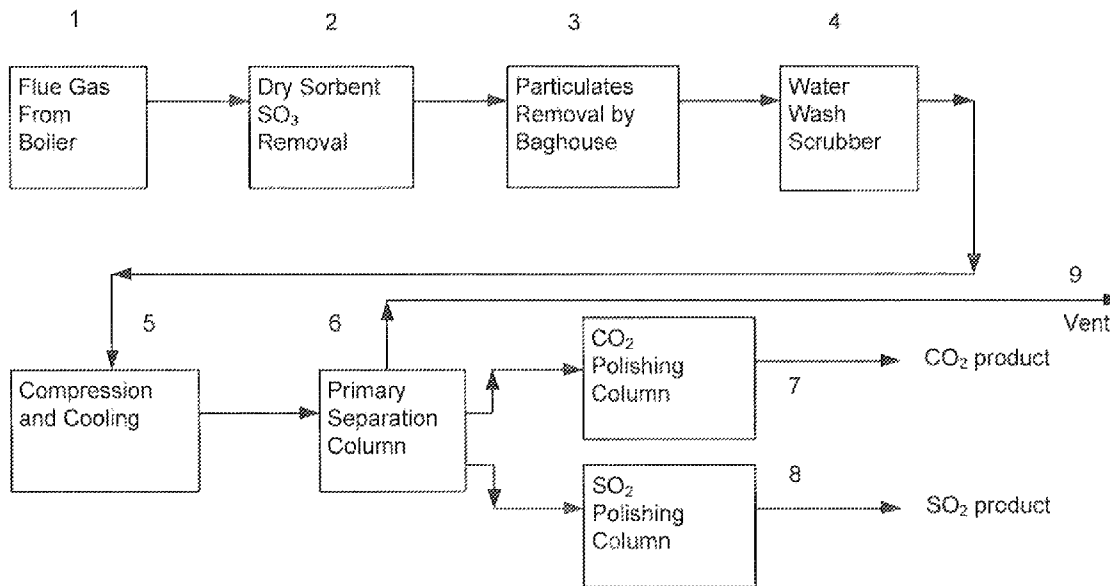 1
2
3
4
Flue Gas
From
Boiler
Dry Sorbent
SO₃
Removal
Particulates
Removal by
Baghouse
Water
Wash
Scrubber
5
6
9
Vent
Compression
and Cooling
Primary
Separation
Column
CO₂
Polishing
Column
7
CO₂ product
SO₂
Polishing
Column
8
SO₂ product